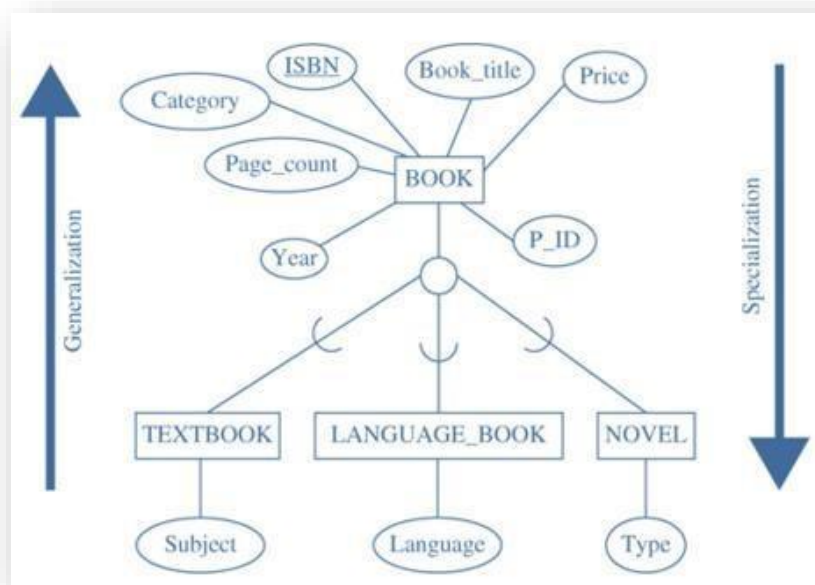 ISBN
Book_title
Price
Category
Page_count
BOOK
Year
P_ID
Generalization
Specialization
TEXTBOOK
LANGUAGE_BOOK
NOVEL
Subject
Language
Type